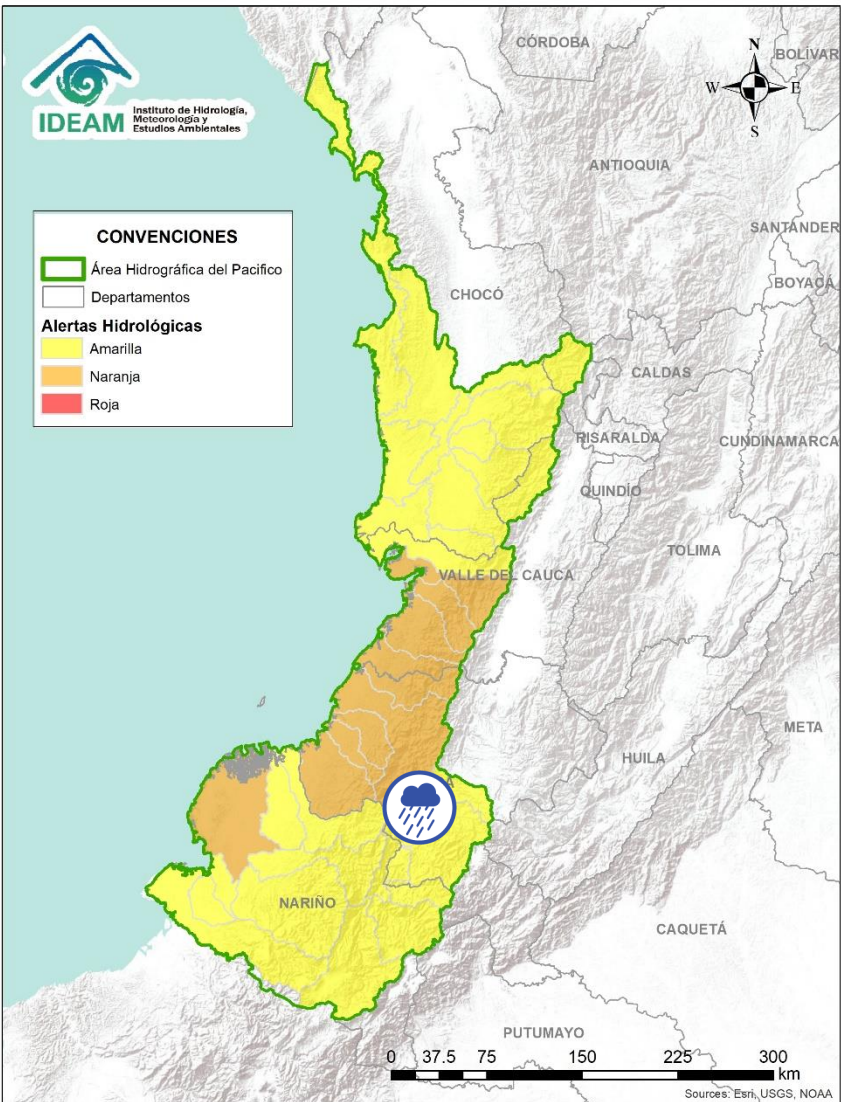 IDEAM
Instituto de Hidrología,
Meteorología y
Estudios Ambientales
CÓRDOBA
BOLÍVAR
N
W
E
S
ANTIOQUIA
SANTANDER
BOYACÁ
CONVENCIONES
Área Hidrográfica del Pacifico
Departamentos
Alertas Hidrológicas
Amarilla
Naranja
Roja
CHOCÓ
CALDAS
RISARALDA
CUNDINAMARCA
QUINDÍO
TOLIMA
VALLE DEL CAUCA
META
HUILA
A
NARIÑO
CAQUETÁ
PUTUMAYO
0 37.5 75 150 225 300
km
Sources: Esri, USGS, NOAA